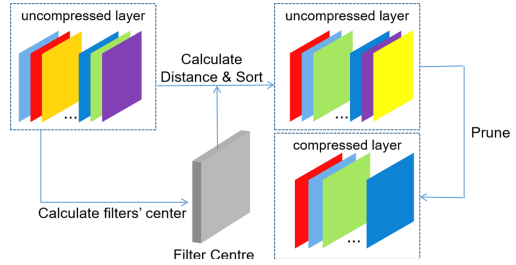 uncompressed layer
uncompressed layer
Calculate
Distance & Sort
...
...
Prune
compressed layer
Calculate filters' center
...
Filter Centre